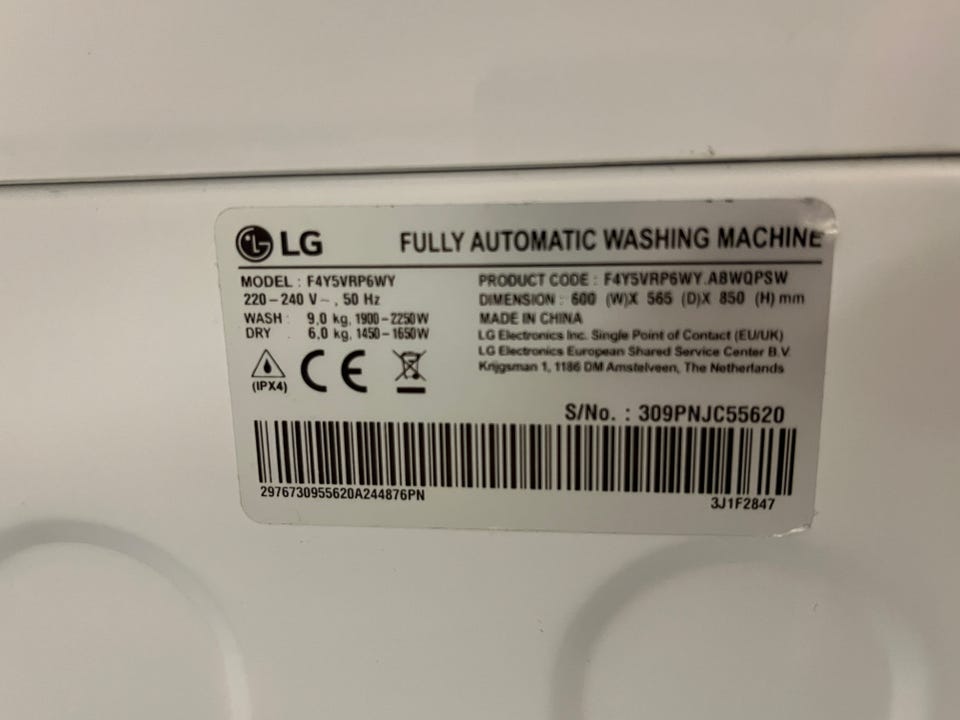 LG FULLY AUTOMATIC WASHING MACHINE
MODEL : F4Y5VRP6WY
220-240 V~, 50 Hz
WASH : 9,0 kg, 1900-2250W
DRY : 6,0 kg, 1450-1650W
PRODUCT CODE : F4Y5VRP6WY.ABWQPSW
DIMENSION : 600 (W)X 565 (D)X 850 (H) mm
MADE IN CHINA
LG Electronics Inc. Single Point of Contact (EU/UK)
LG Electronics European Shared Service Center B.V.
Krijgsman 1, 1186 DM Amstelveen, The Netherlands
(IPX4)
CE
S/No. : 309PNJC55620
2976730955620A244876PN
3J1F2847